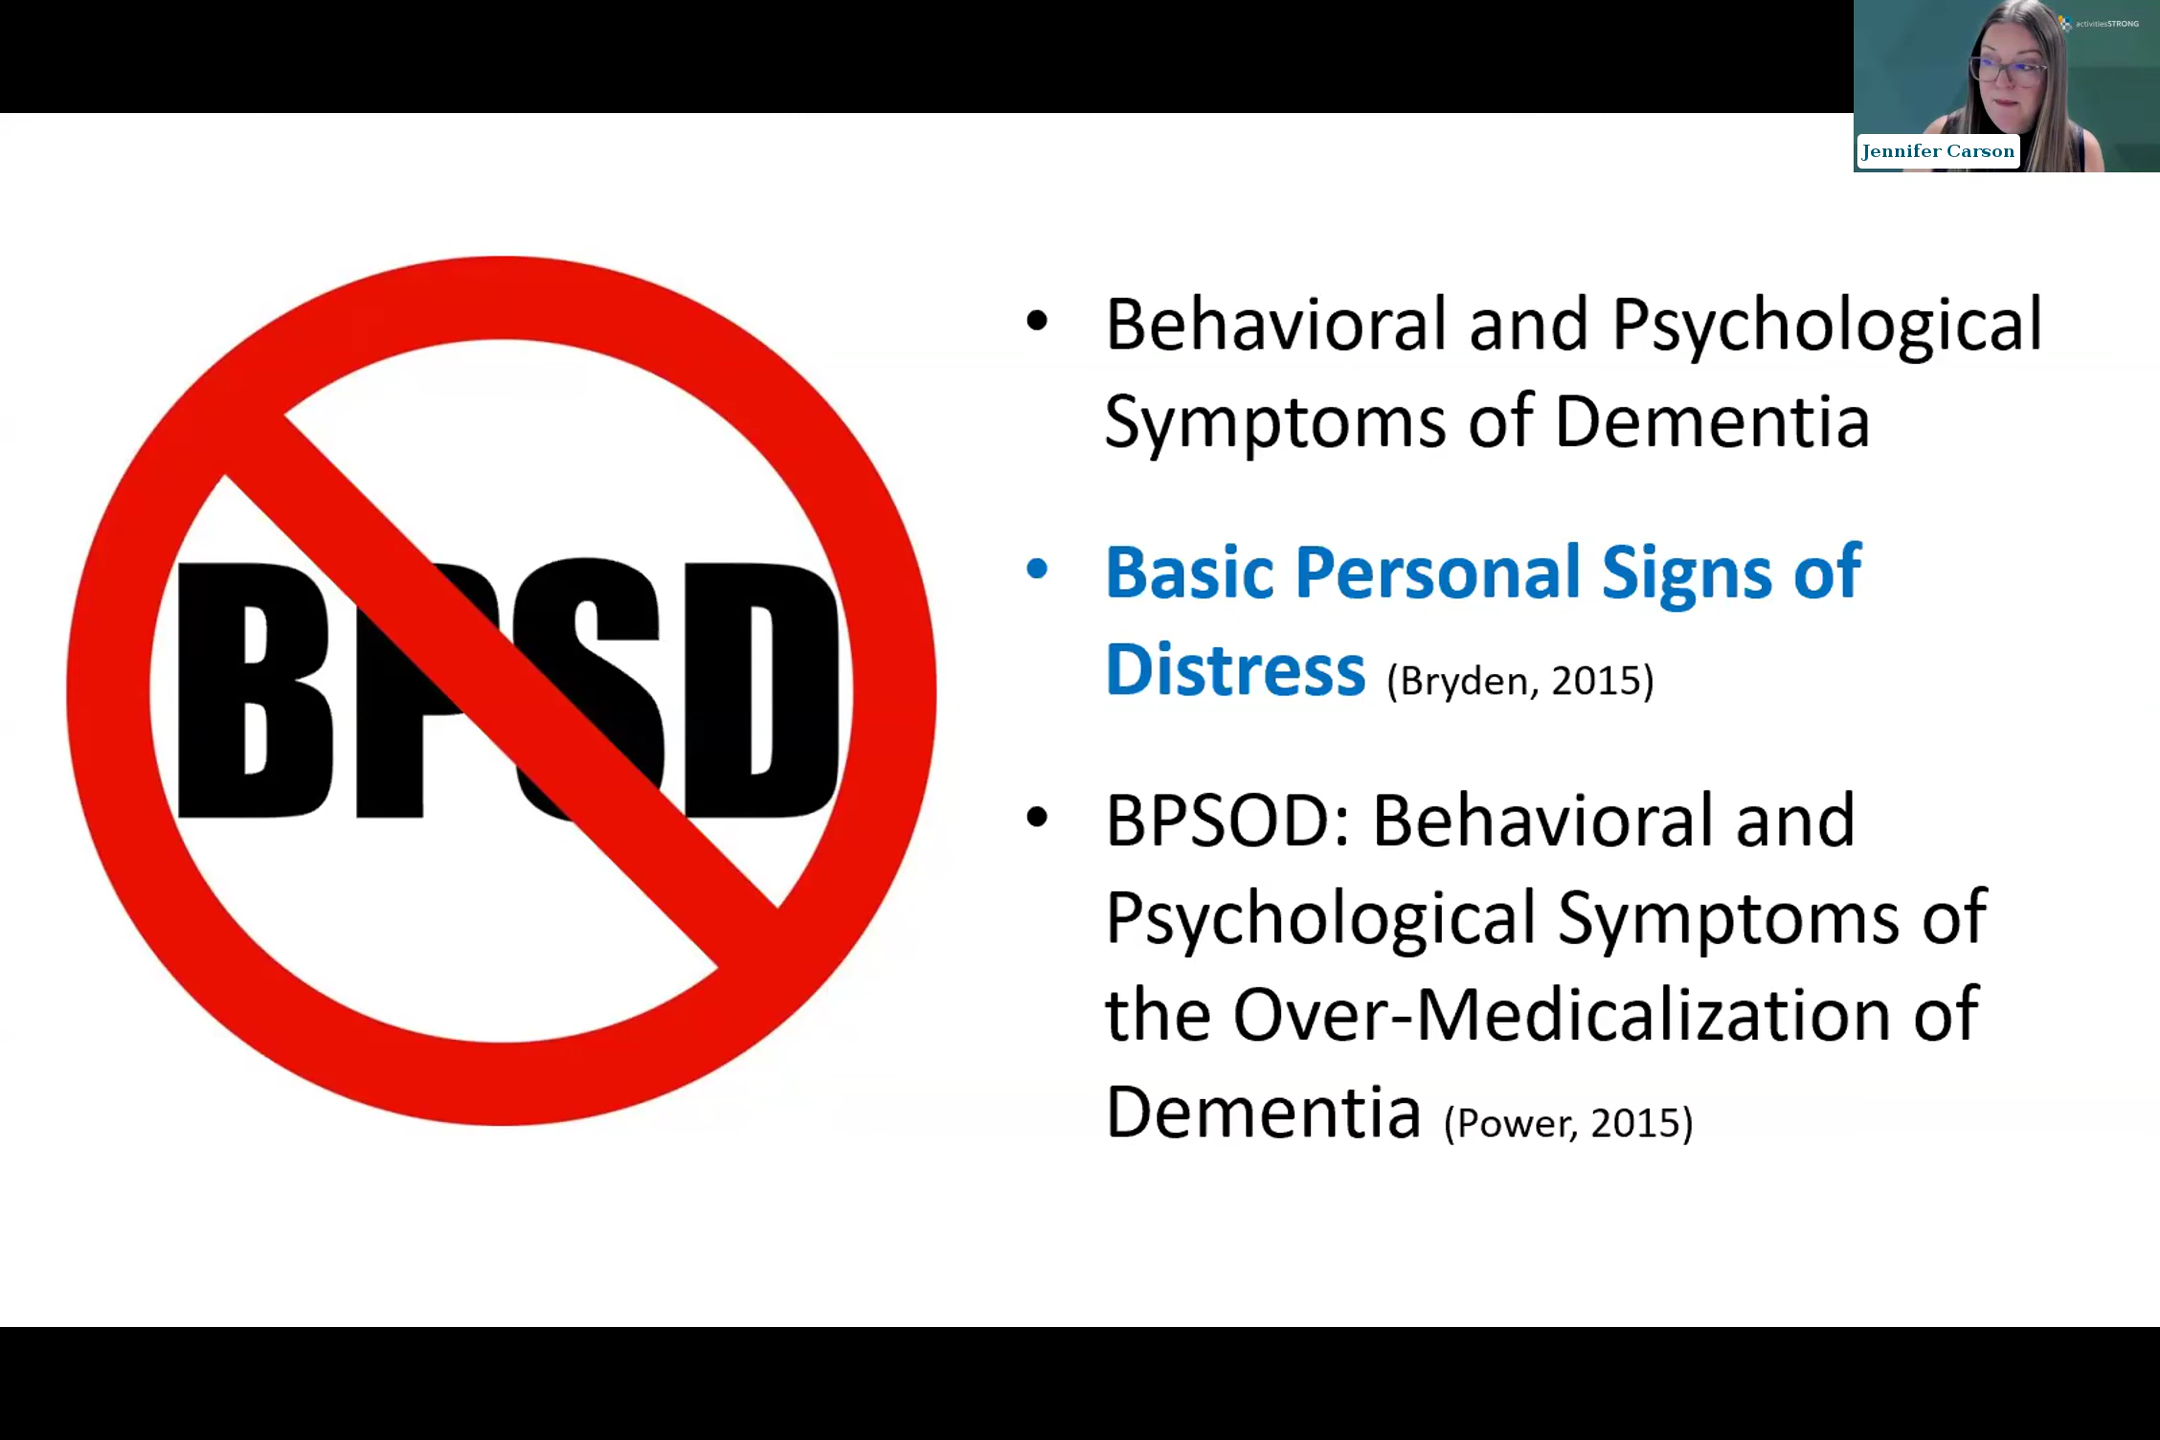 activitiesSTRONG
Jennifer Carson
BPSD
• Behavioral and Psychological
Symptoms of Dementia
• Basic Personal Signs of
Distress (Bryden, 2015)
• BPSOD: Behavioral and
Psychological Symptoms of
the Over-Medicalization of
Dementia (Power, 2015)